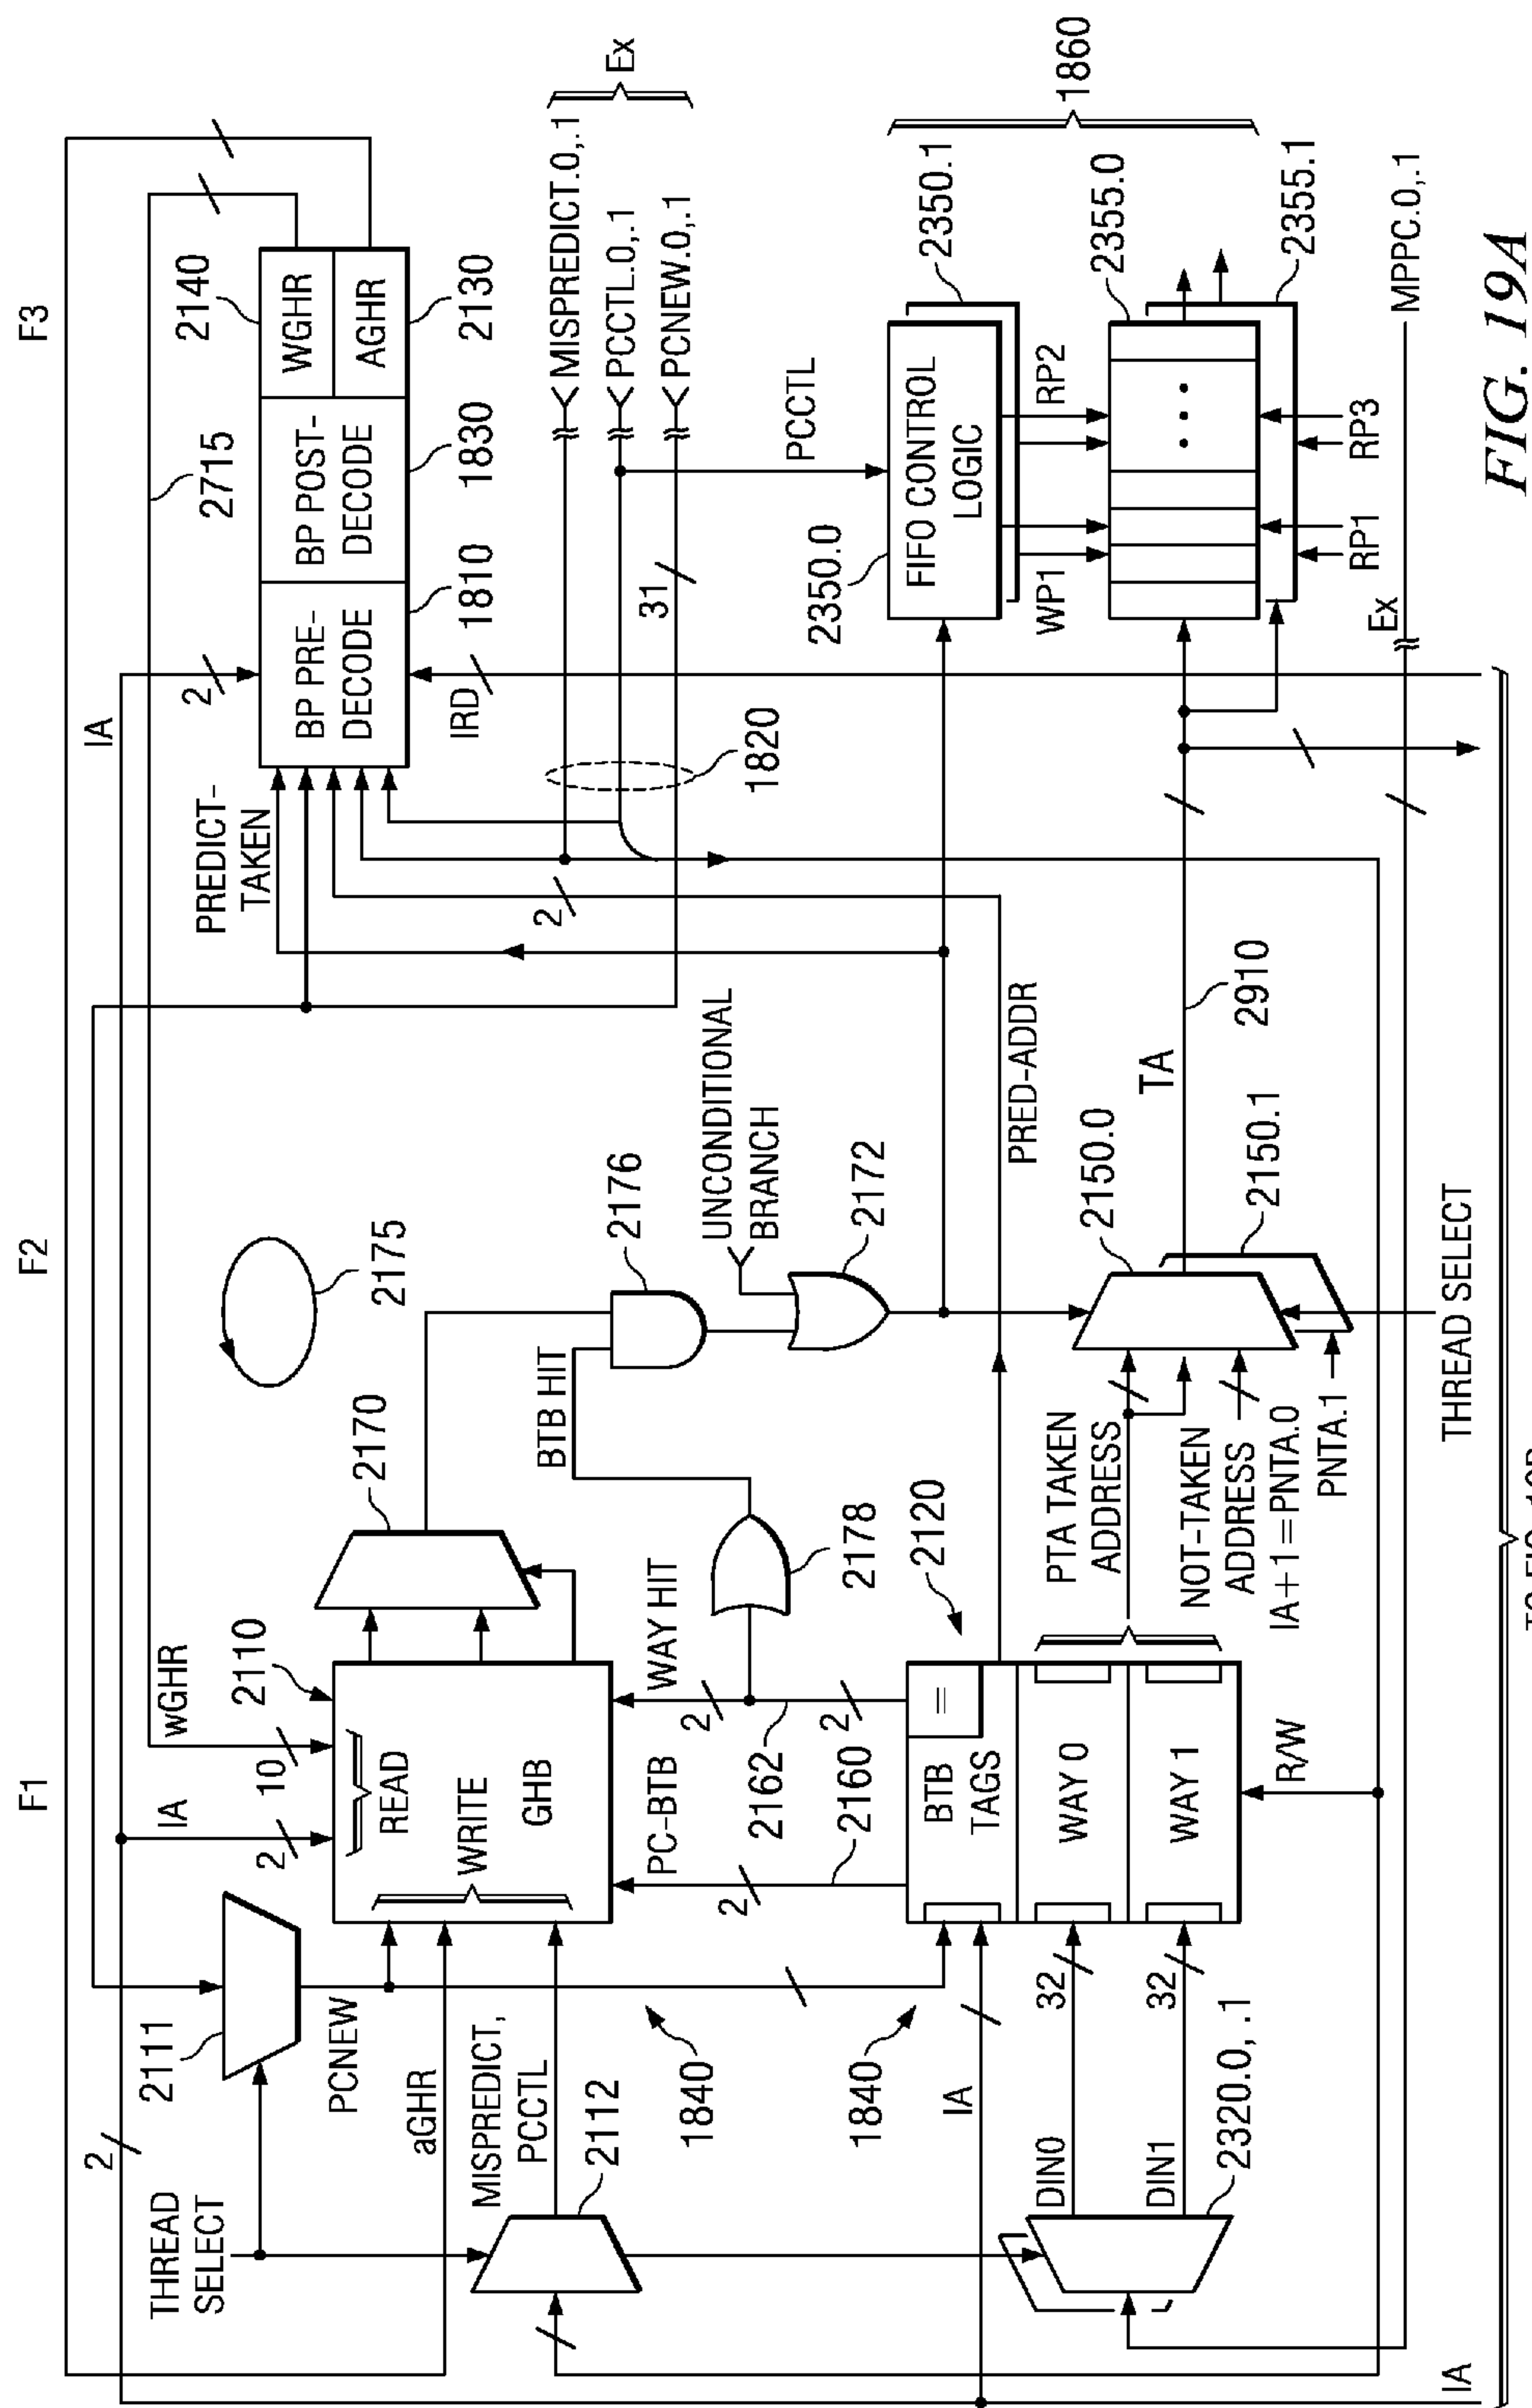 F1
F2
F3
IA
2
THREAD
SELECT
2111
PCNEW
aGHR
MISPREDICT,
PCCTL
2112
1840
1840
IA
DIN0
DIN1
2320.0, .1
32
32
IA
2
IA
10
wGHR
2110
READ
WRITE
GHB
PC-BTB
2
2160
2162
2
2
WAY HIT
BTB
TAGS
=
WAY 0
WAY 1
R/W
2120
2178
2170
BTB HIT
2175
2176
UNCONDITIONAL
BRANCH
2172
PRED-ADDR
PTA TAKEN
ADDRESS
NOT-TAKEN
ADDRESS
IA+1=PNTA.0
PNTA.1
2150.0
2150.1
THREAD SELECT
TA
2910
PREDICT-
TAKEN
2
IA
2
2715
BP PRE-
DECODE
1810
BP POST-
DECODE
1830
WGHR
AGHR
2140
2130
IRD
1820
MISPREDICT.0,.1
PCCTL.0,.1
PCNEW.0,.1
Ex
31
PCCTL
2350.0
FIFO CONTROL
LOGIC
2350.1
1860
WP1
RP2
2355.0
2355.1
RP1
RP3
Ex
MPPC.0,.1
FIG. 19A